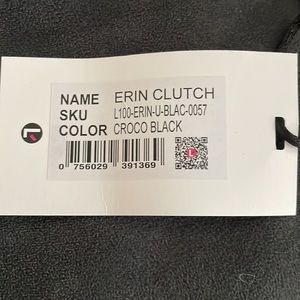 NAME ERIN CLUTCH
SKU L100-ERIN-U-BLAC-0057
COLOR CROCO BLACK
0 756029 391369
L